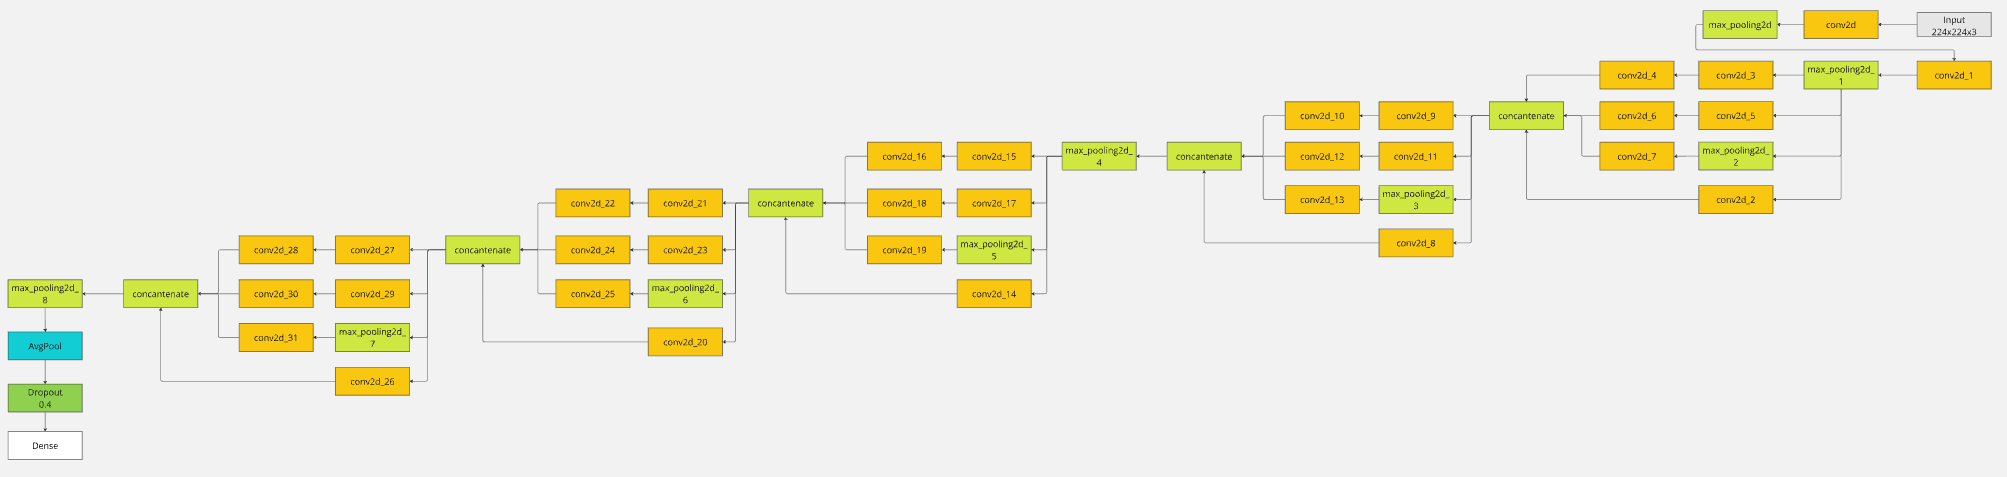 max_pooling2d
conv2d
Input
224x224x3
conv2d_4
conv2d_3
max_pooling2d_
1
conv2d_1
concantenate
conv2d_6
conv2d_5
conv2d_7
max_pooling2d_
2
conv2d_2
conv2d_10
conv2d_9
max_pooling2d_
4
concantenate
conv2d_12
conv2d_11
conv2d_13
max_pooling2d_
3
conv2d_8
conv2d_16
conv2d_15
concantenate
conv2d_18
conv2d_17
conv2d_19
max_pooling2d_
5
conv2d_14
conv2d_22
conv2d_21
concantenate
conv2d_24
conv2d_23
conv2d_25
max_pooling2d_
6
conv2d_20
conv2d_28
conv2d_27
max_pooling2d_
8
concantenate
conv2d_30
conv2d_29
conv2d_31
max_pooling2d_
7
conv2d_26
AvgPool
Dropout
0.4
Dense